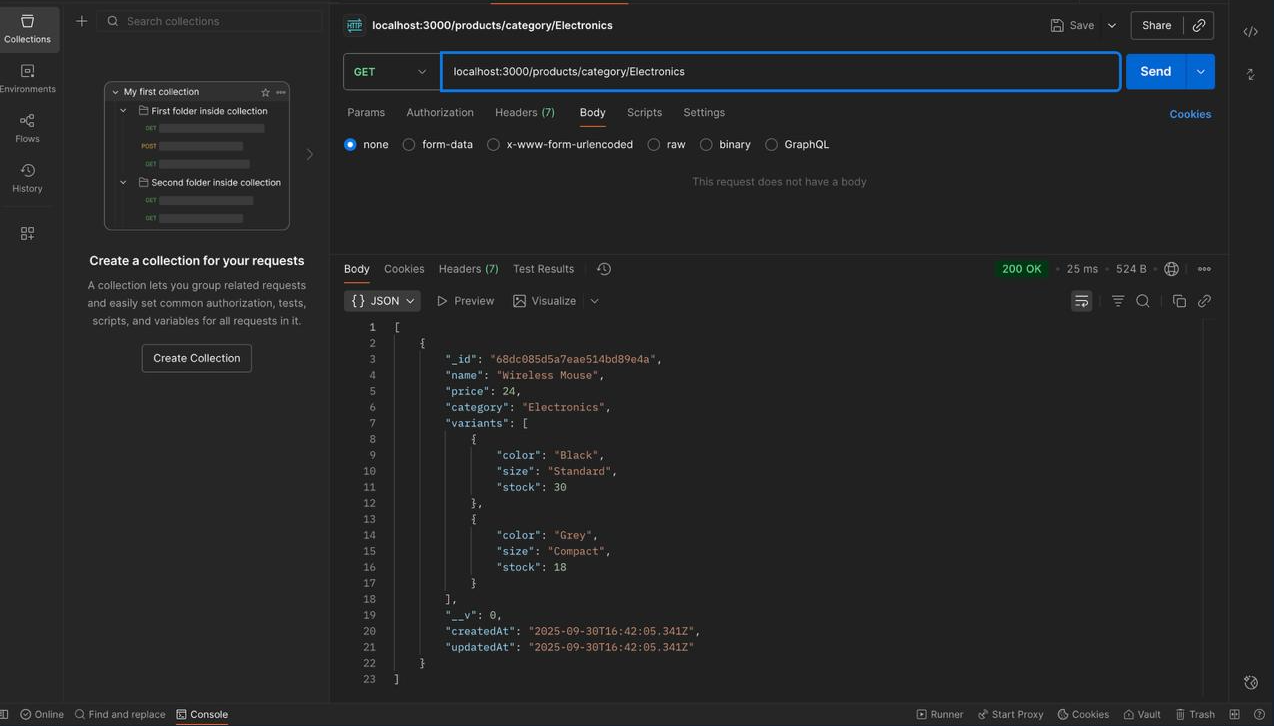 Collections
Search collections
My first collection
First folder inside collection
GET
POST
GET
Second folder inside collection
GET
GET
Create a collection for your requests
A collection lets you group related requests
and easily set common authorization, tests,
scripts, and variables for all requests in it.
Create Collection
Environments
Flows
History
HTTP
localhost:3000/products/category/Electronics
Save
Share
GET
localhost:3000/products/category/Electronics
Send
Params Authorization Headers (7) Body Scripts Settings Cookies
none form-data x-www-form-urlencoded raw binary GraphQL
This request does not have a body
Body Cookies Headers (7) Test Results 200 OK • 25 ms • 524 B
{} JSON Preview Visualize
1 [
2 {
3 "_id": "68dc085d5a7eae514bd89e4a",
4 "name": "Wireless Mouse",
5 "price": 24,
6 "category": "Electronics",
7 "variants": [
8 {
9 "color": "Black",
10 "size": "Standard",
11 "stock": 30
12 },
13 {
14 "color": "Grey",
15 "size": "Compact",
16 "stock": 18
17 }
18 ],
19 "__v": 0,
20 "createdAt": "2025-09-30T16:42:05.341Z",
21 "updatedAt": "2025-09-30T16:42:05.341Z"
22 }
23 ]
Online Find and replace Console Runner Start Proxy Cookies Vault Trash